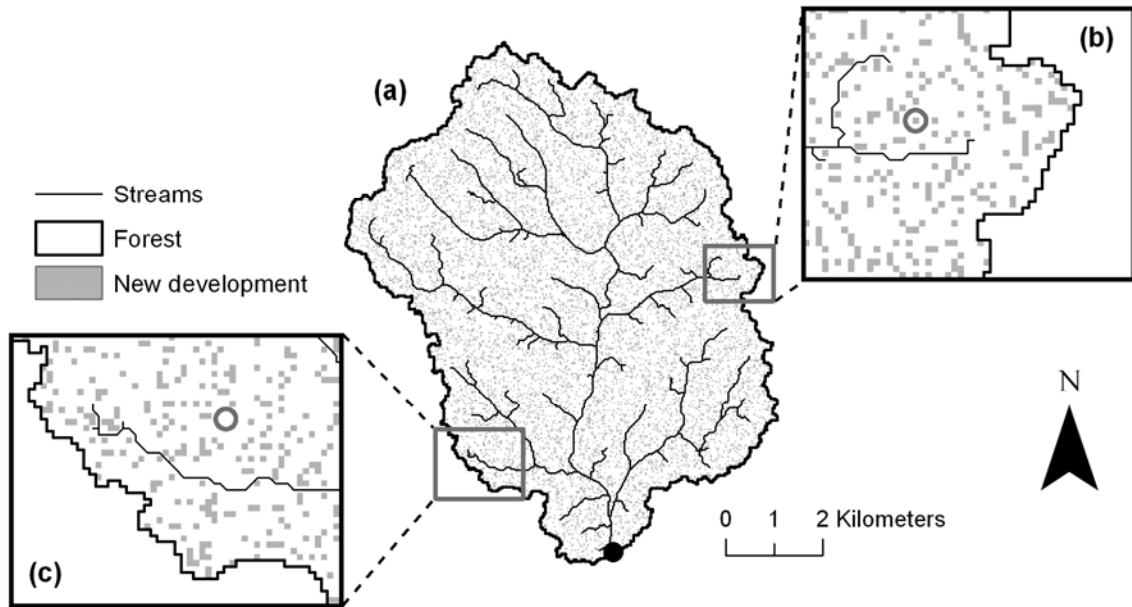 (a)
(b)
Streams
Forest
New development
(c)
N
0 1 2 Kilometers